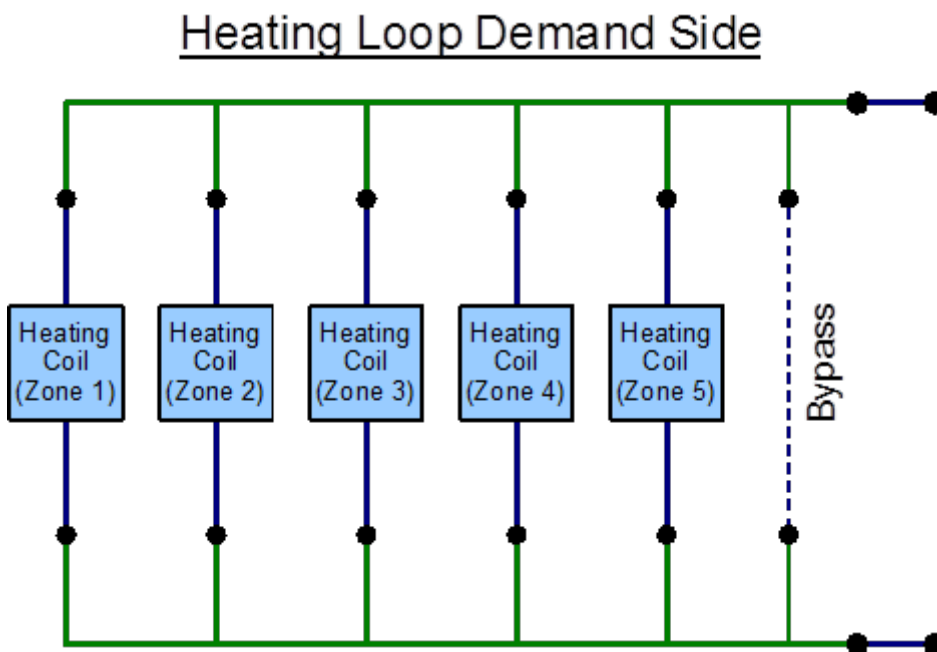 Heating Loop Demand Side
Heating
Coil
(Zone 1)
Heating
Coil
(Zone 2)
Heating
Coil
(Zone 3)
Heating
Coil
(Zone 4)
Heating
Coil
(Zone 5)
Bypass